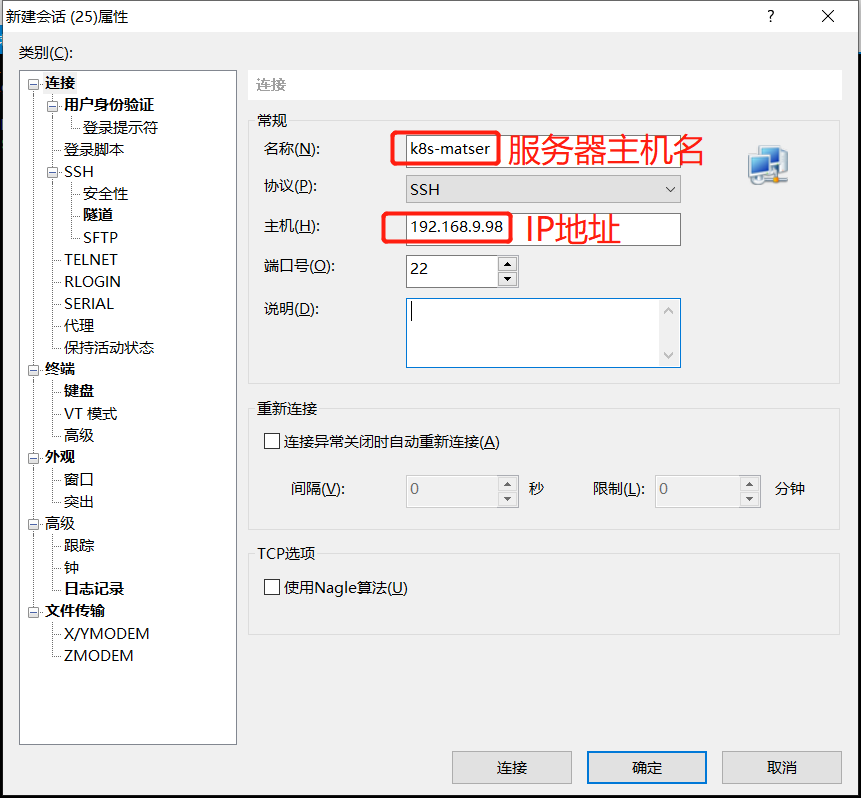 新建会话 (25)属性
?
类别(C):
连接
用户身份验证
登录提示符
登录脚本
SSH
安全性
隧道
SFTP
TELNET
RLOGIN
SERIAL
代理
保持活动状态
终端
键盘
VT 模式
高级
外观
窗口
突出
高级
跟踪
钟
日志记录
文件传输
X/YMODEM
ZMODEM
连接
常规
名称(N): k8s-matser 服务器主机名
协议(P): SSH
主机(H): 192.168.9.98 IP地址
端口号(O): 22
说明(D):
重新连接
连接异常关闭时自动重新连接(A)
间隔(V): 0 秒 限制(L): 0 分钟
TCP选项
使用Nagle算法(U)
连接 确定 取消